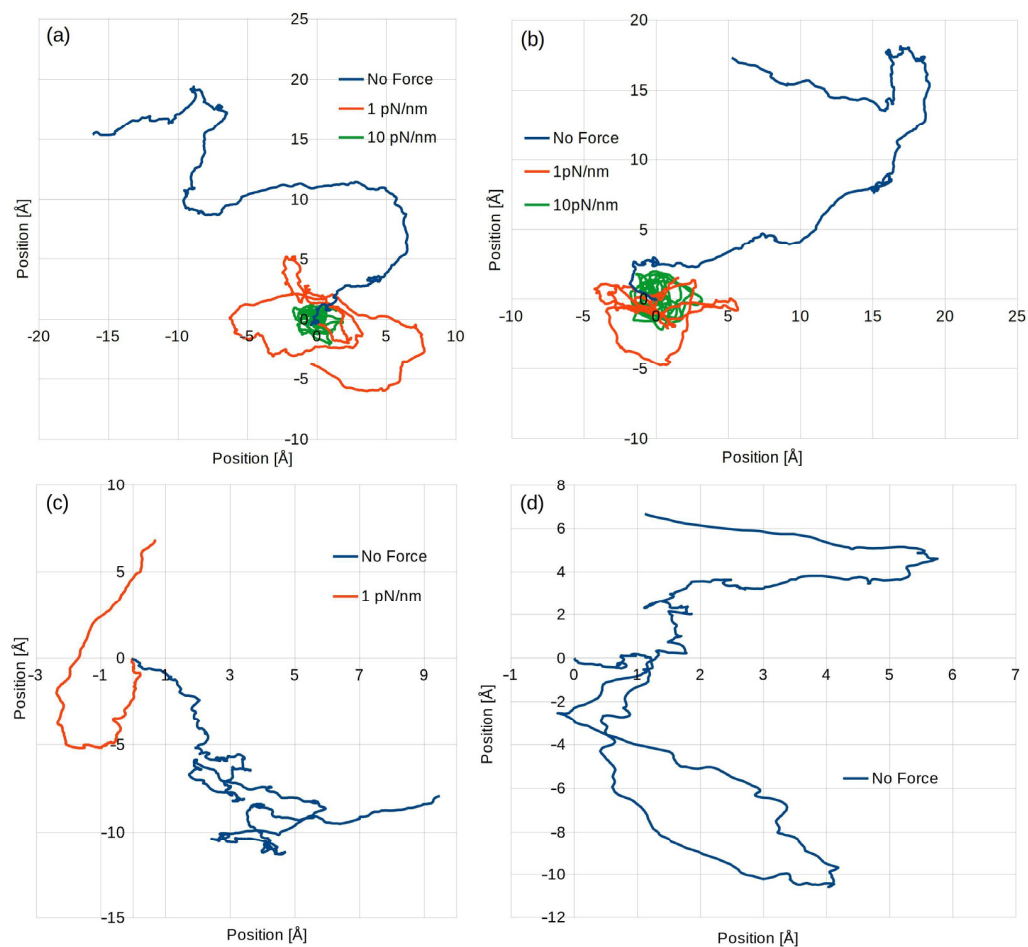 (a)
25
20
15
10
5
0
-5
-10
-20 -15 -10 -5 0 5 10
No Force
1 pN/nm
10 pN/nm
Position [Å]
Position [Å]
(b)
20
15
10
5
0
-5
-10
-10 -5 0 5 10 15 20 25
No Force
1pN/nm
10pN/nm
Position [Å]
Position [Å]
(c)
10
5
0
-5
-10
-15
-3 -1 1 3 5 7 9
No Force
1 pN/nm
Position [Å]
Position [Å]
(d)
8
6
4
2
0
-2
-4
-6
-8
-10
-12
-1 0 1 2 3 4 5 6 7
No Force
Position [Å]
Position [Å]